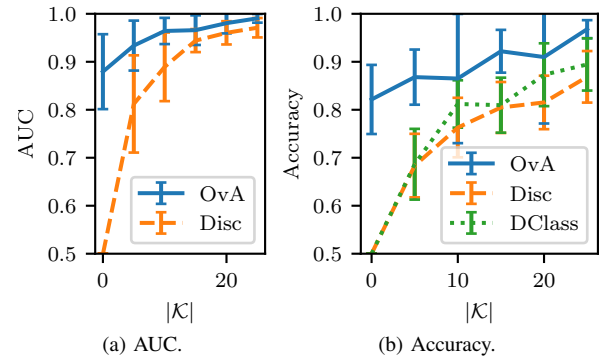 1.0
0.9
0.8
0.7
0.6
0.5
AUC
OvA
Disc
0
20
|𝒦|
(a) AUC.
1.0
0.9
0.8
0.7
0.6
0.5
Accuracy
OvA
Disc
DClass
0
10
20
|𝒦|
(b) Accuracy.